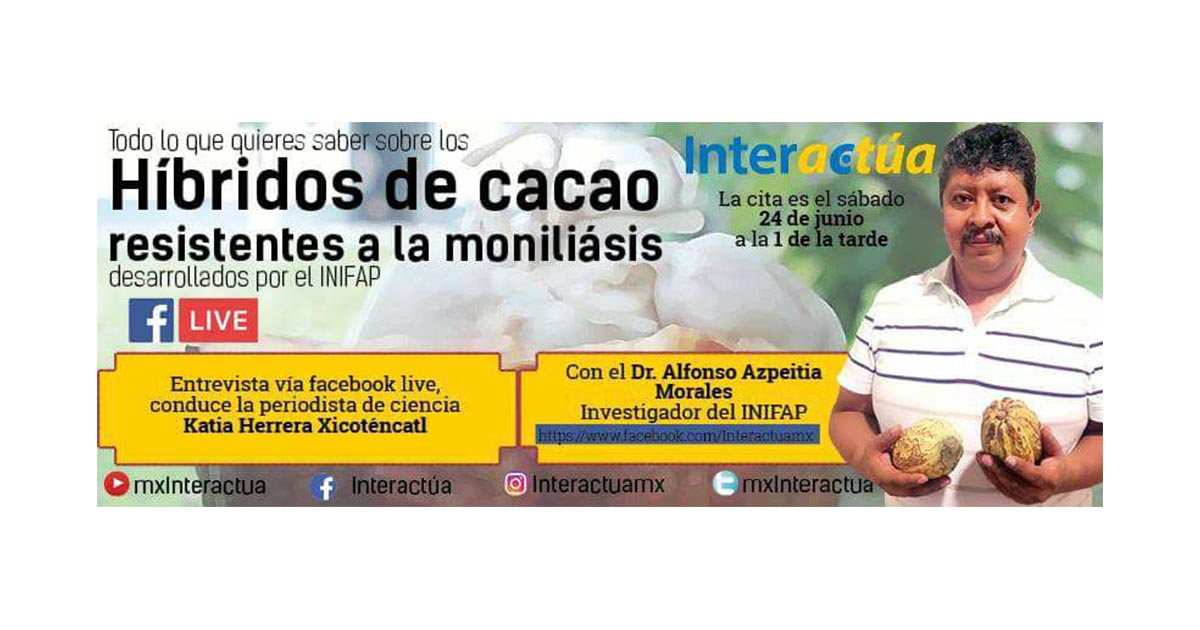 Todo lo que quieres saber sobre los
Híbridos de cacao
resistentes a la moniliásis
desarrollados por el INIFAP
f LIVE
Interactúa
La cita es el sábado
24 de junio
a la 1 de la tarde
Entrevista vía facebook live,
conduce la periodista de ciencia
Katia Herrera Xicoténcatl
Con el Dr. Alfonso Azpeitia
Morales
Investigador del INIFAP
https://www.facebook.com/Interactuamx
mxInteractua
Interactúa
Interactuamx
mxInteractua